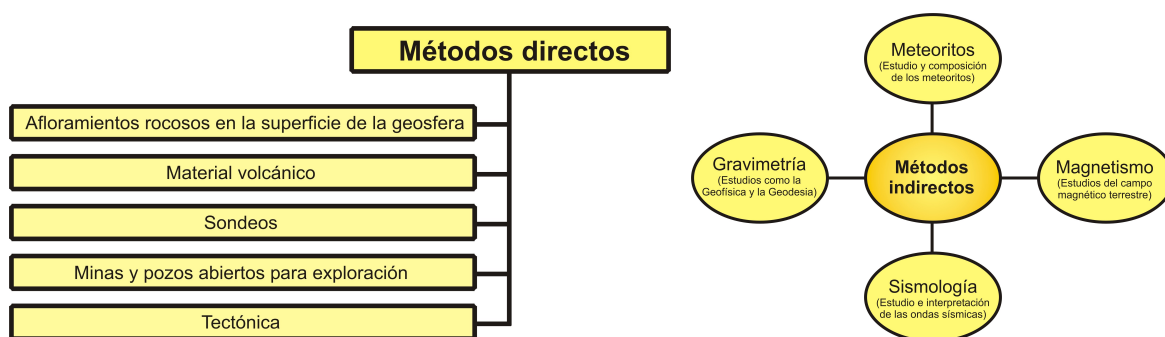 Métodos directos
Afloramientos rocosos en la superficie de la geosfera
Material volcánico
Sondeos
Minas y pozos abiertos para exploración
Tectónica
Meteoritos
(Estudio y composición
de los meteoritos)
Gravimetría
(Estudios como la
Geofísica y la Geodesia)
Métodos
indirectos
Magnetismo
(Estudios del campo
magnético terrestre)
Sismología
(Estudio e interpretación
de las ondas sísmicas)